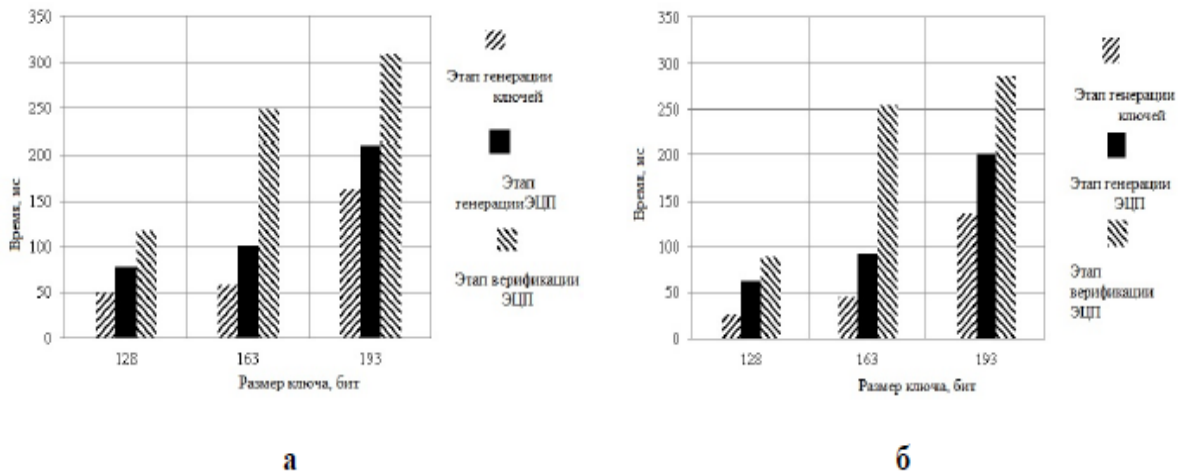 350
300
250
200
150
100
50
0
Время, мс
128
163
193
Размер ключа, бит
Этап генерации
ключей
Этап
генерацииЭЦП
Этап верификации
ЭЦП
а
350
300
250
200
150
100
50
0
Время, мс
128
163
193
Размер ключа, бит
Этап генерации
ключей
Этап генерации
ЭЦП
Этап
верификации
ЭЦП
б